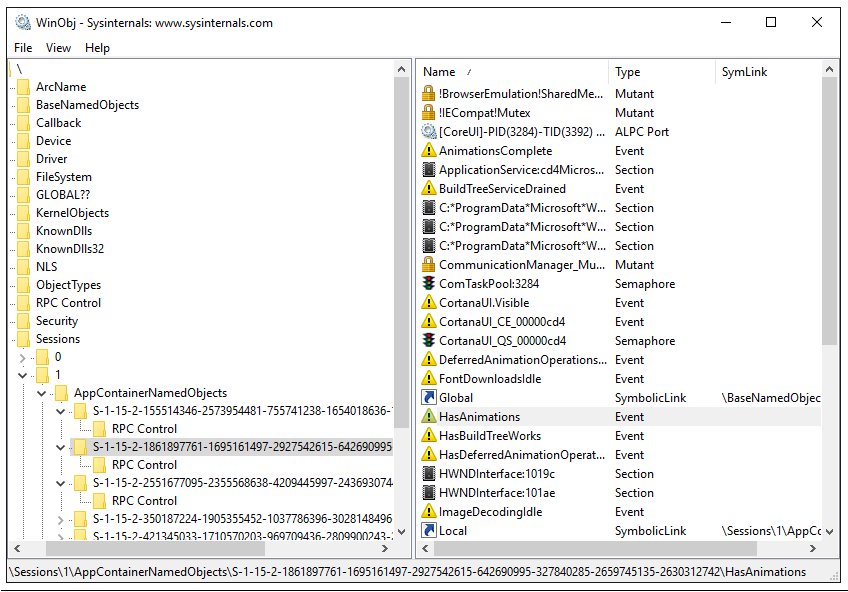 WinObj - Sysinternals: www.sysinternals.com
File View Help
\
ArcName
BaseNamedObjects
Callback
Device
Driver
FileSystem
GLOBAL??
KernelObjects
KnownDlls
KnownDlls32
NLS
ObjectTypes
RPC Control
Security
Sessions
0
1
AppContainerNamedObjects
S-1-15-2-155514346-2573954481-755741238-1654018636-
RPC Control
S-1-15-2-1861897761-1695161497-2927542615-642690995
RPC Control
S-1-15-2-2551677095-2355568638-4209445997-243693074
RPC Control
S-1-15-2-350187224-1905355452-1037786396-3028148496
S-1-15-2-421345033-1710570203-969709436-2809900243-
Name / Type SymLink
!BrowserEmulation!SharedMe... Mutant
!IECompat!Mutex Mutant
[CoreUI]-PID(3284)-TID(3392) ... ALPC Port
AnimationsComplete Event
ApplicationService:cd4Micros... Section
BuildTreeServiceDrained Event
C:*ProgramData*Microsoft*W... Section
C:*ProgramData*Microsoft*W... Section
C:*ProgramData*Microsoft*W... Section
CommunicationManager_Mu... Mutant
ComTaskPool:3284 Semaphore
CortanaUI.Visible Event
CortanaUI_CE_00000cd4 Event
CortanaUI_QS_00000cd4 Semaphore
DeferredAnimationOperations... Event
FontDownloadsIdle Event
Global SymbolicLink \BaseNamedObjec
HasAnimations Event
HasBuildTreeWorks Event
HasDeferredAnimationOperat... Event
HWNDInterface:1019c Section
HWNDInterface:101ae Section
ImageDecodingIdle Event
Local SymbolicLink \Sessions\1\AppCo
\Sessions\1\AppContainerNamedObjects\S-1-15-2-1861897761-1695161497-2927542615-642690995-327840285-2659745135-2630312742\HasAnimations